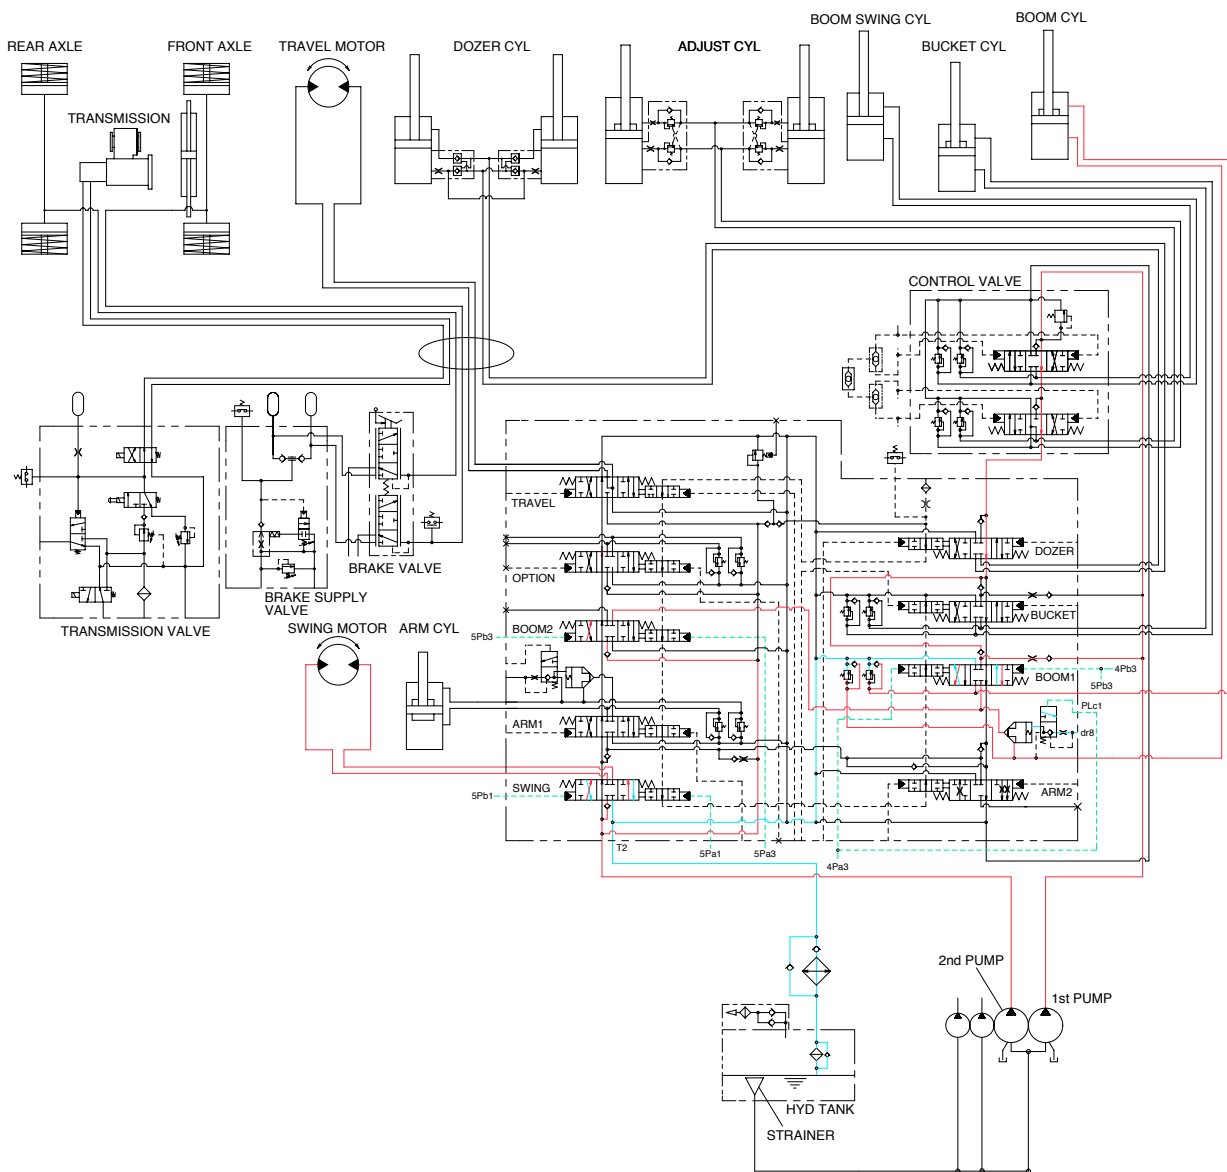 BOOM SWING CYL
BOOM CYL
REAR AXLE
FRONT AXLE
TRAVEL MOTOR
DOZER CYL
ADJUST CYL
BUCKET CYL
TRANSMISSION
CONTROL VALVE
TRAVEL
DOZER
BRAKE VALVE
OPTION
BRAKE SUPPLY
VALVE
BUCKET
TRANSMISSION VALVE
SWING MOTOR
ARM CYL
BOOM2
5Pb3
BOOM1
4Pb3
5Pb3
PLc1
ARM1
dr8
SWING
5Pb1
ARM2
T2
5Pa1
5Pa3
4Pa3
2nd PUMP
1st PUMP
HYD TANK
STRAINER